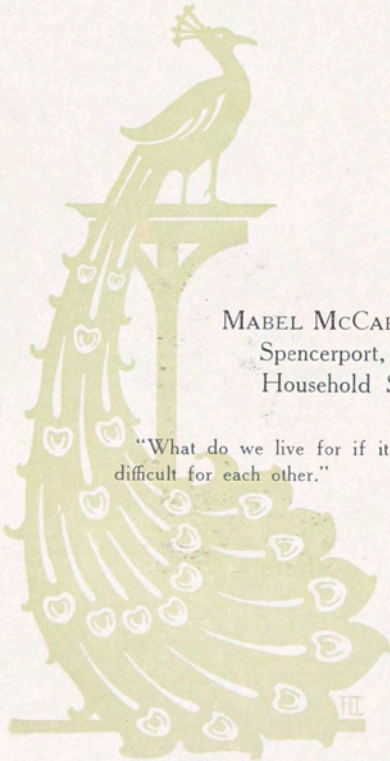 MABEL
Spencerport,
Household
"What do we live for if it
difficult for each other."